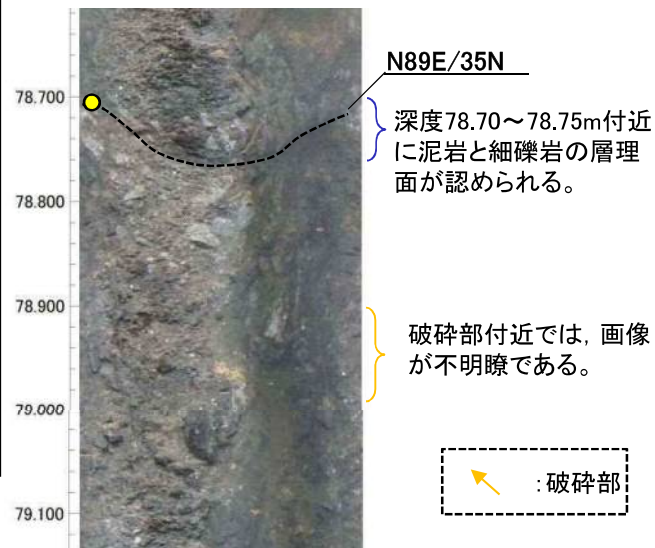 N89E/35N
78.700
深度78.70～78.75m付近
に泥岩と細礫岩の層理
面が認められる。
78.800
78.900
破砕部付近では, 画像
が不明瞭である。
79.000
:破砕部
79.100